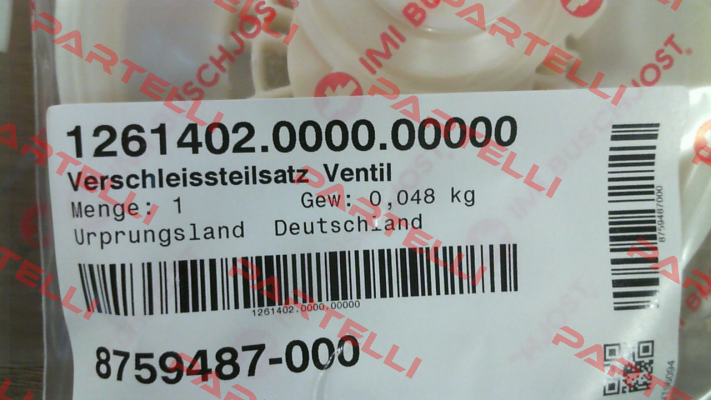 IMI BUSCHJOST
1261402.0000.00000
Verschleissteilsatz Ventil
Menge: 1 Gew: 0,048 kg
Urprungsland Deutschland
1261402.0000.00000
8759487-000
8759487000
PARTELLI